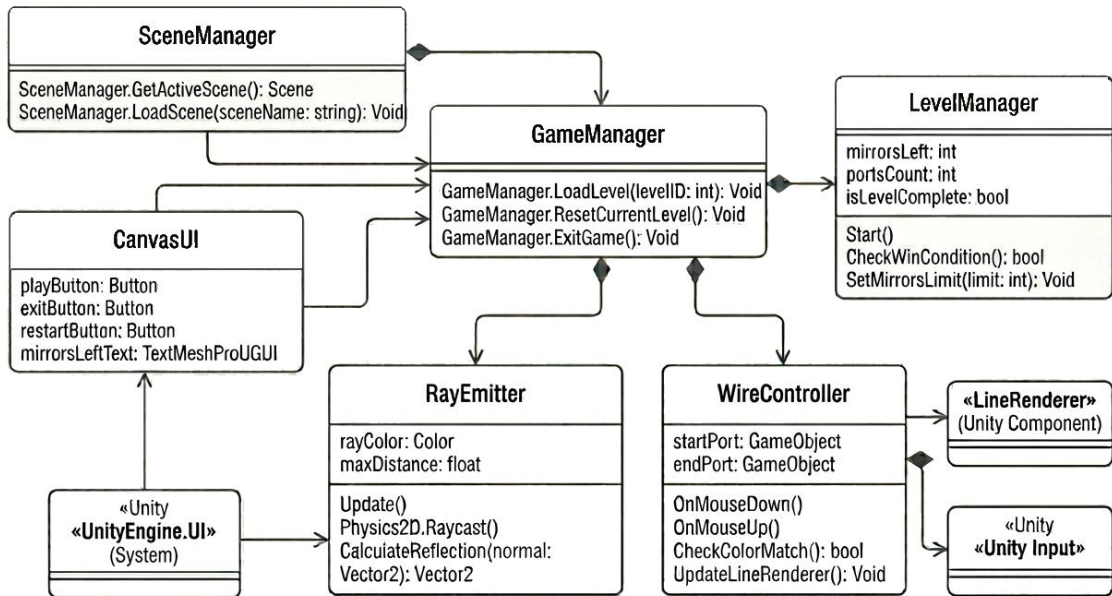 SceneManager
SceneManager.GetActiveScene(): Scene
SceneManager.LoadScene(sceneName: string): Void
GameManager
GameManager.LoadLevel(levelID: int): Void
GameManager.ResetCurrentLevel(): Void
GameManager.ExitGame(): Void
LevelManager
mirrorsLeft: int
portsCount: int
isLevelComplete: bool
Start()
CheckWinCondition(): bool
SetMirrorsLimit(limit: int): Void
CanvasUI
playButton: Button
exitButton: Button
restartButton: Button
mirrorsLeftText: TextMeshProUGUI
RayEmitter
rayColor: Color
maxDistance: float
Update()
Physics2D.Raycast()
CalcuiateReflection(normal:
Vector2): Vector2
WireController
startPort: GameObject
endPort: GameObject
OnMouseDown()
OnMouseUp()
CheckColorMatch(): bool
UpdateLineRenderer(): Void
«LineRenderer»
(Unity Component)
«Unity
«UnityEngine.UI»
(System)
«Unity
«Unity Input»